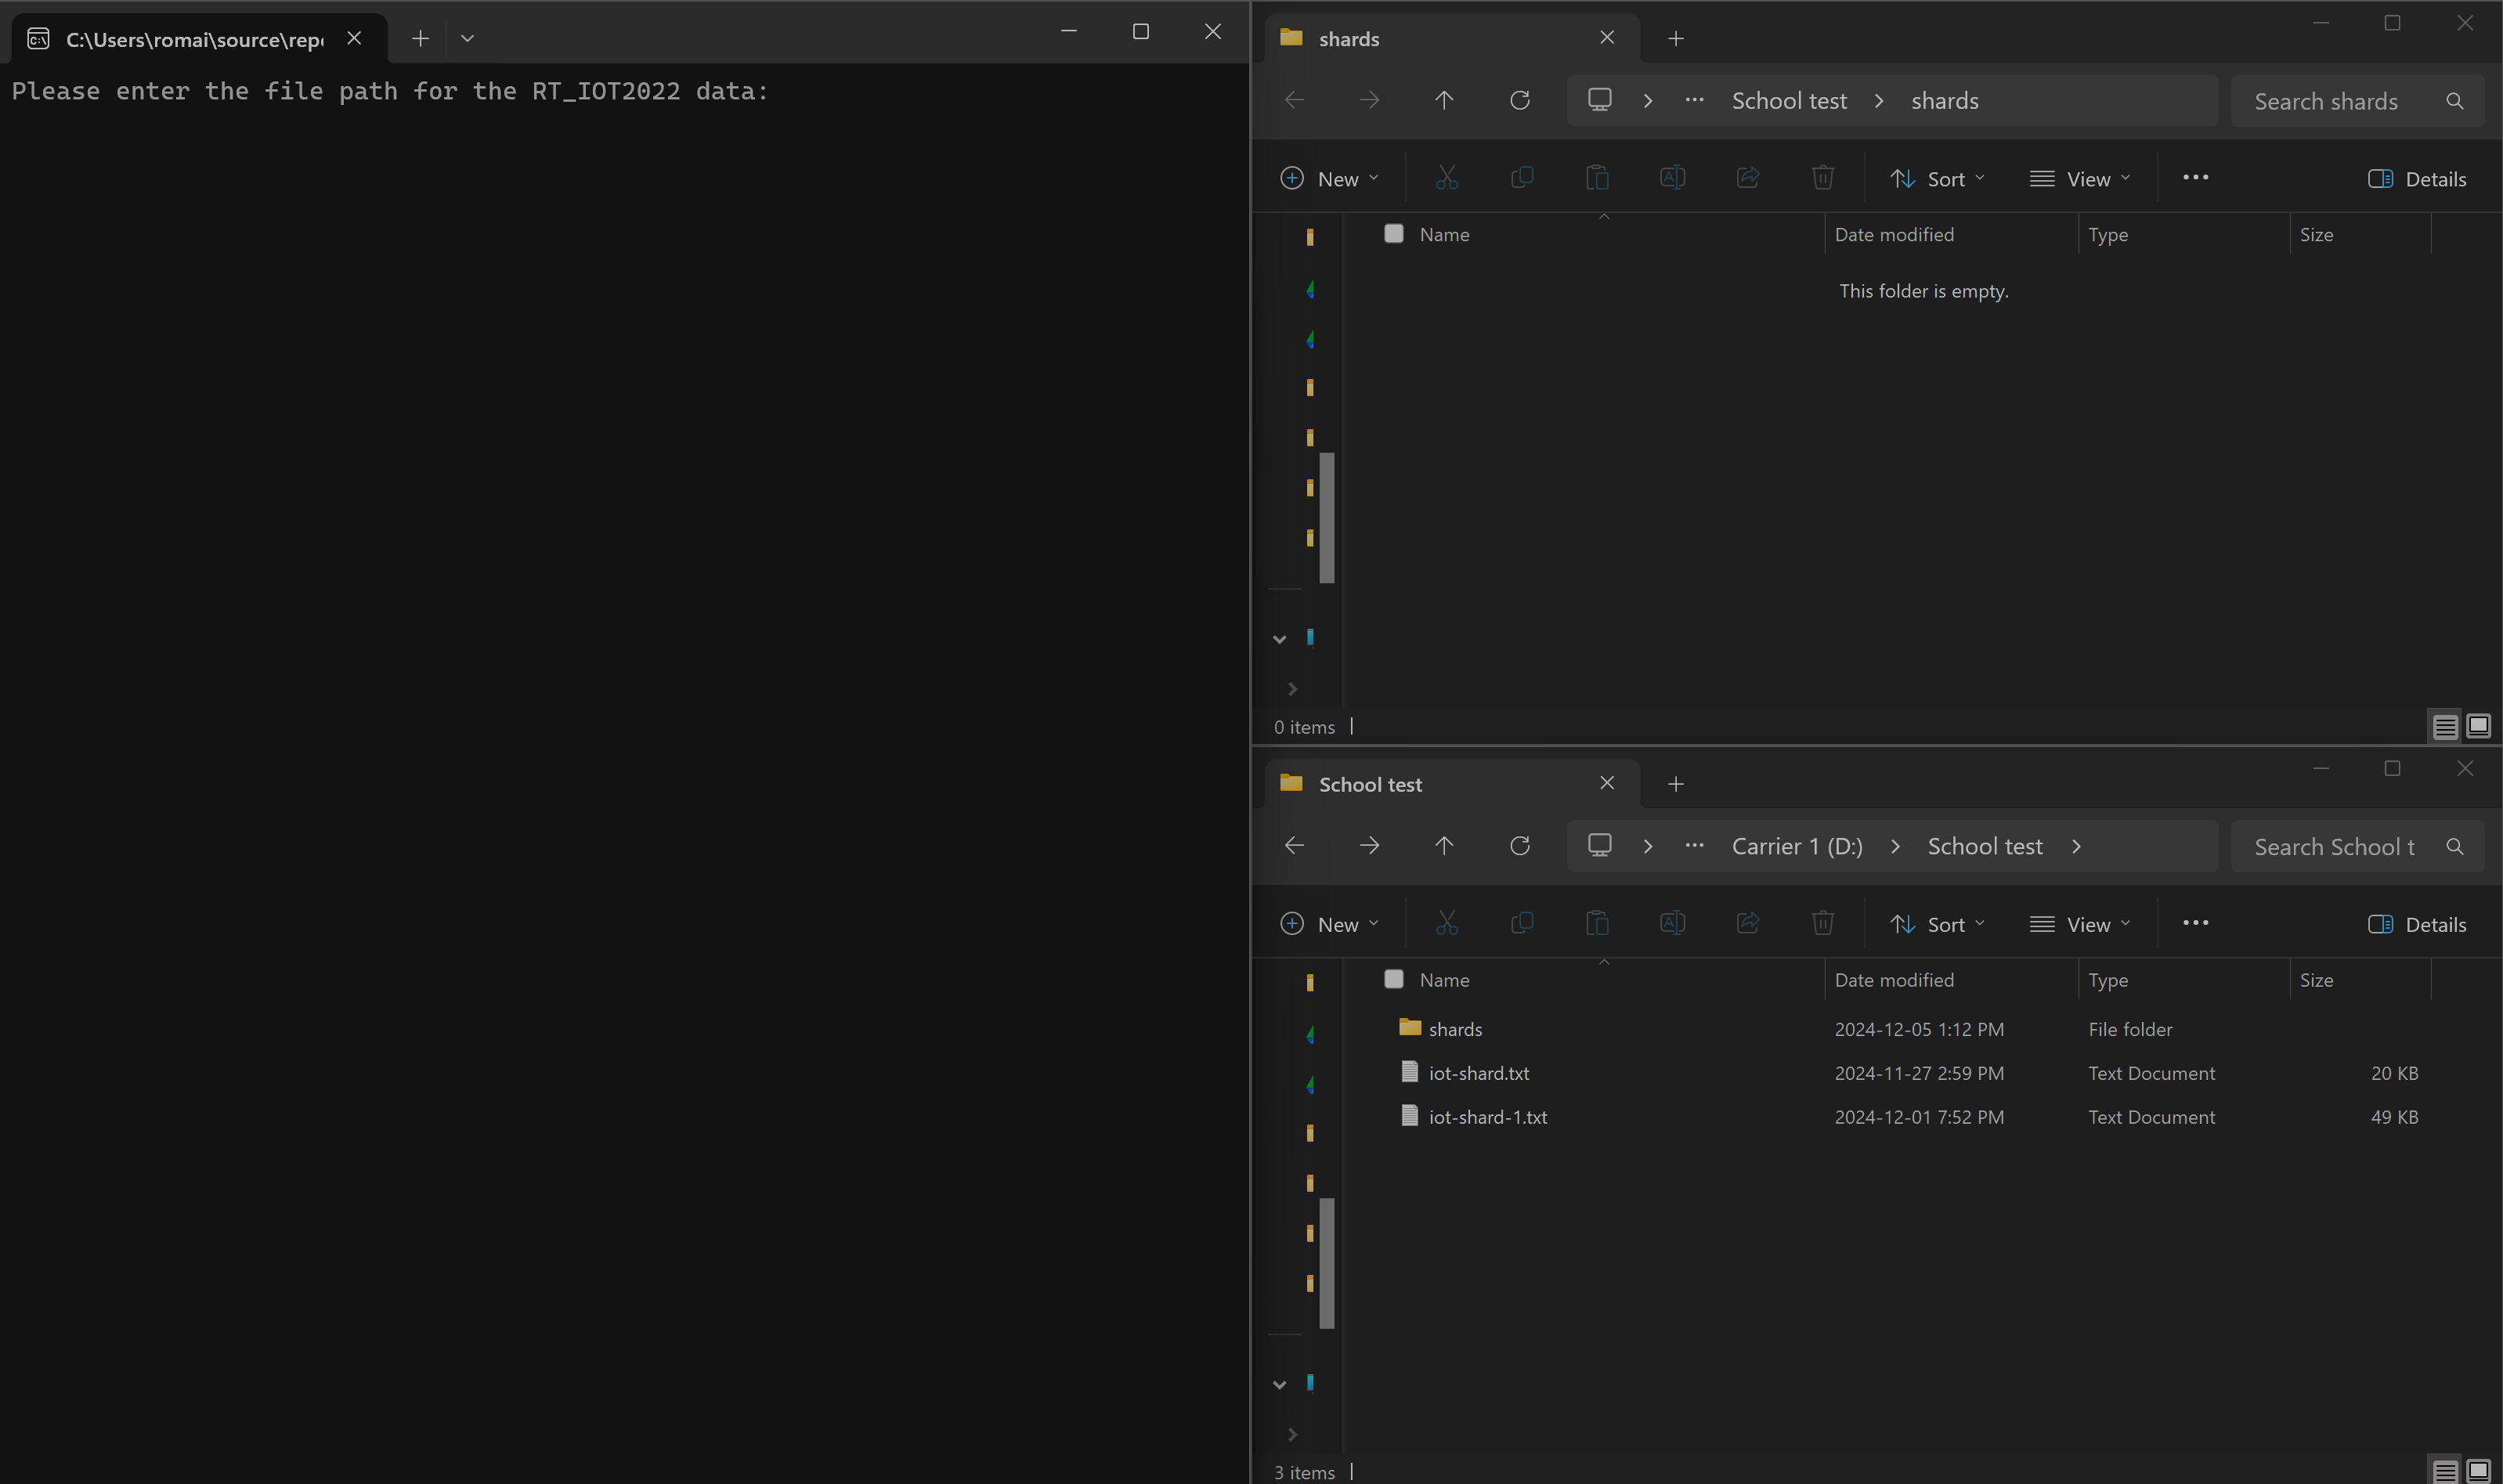 C:\Users\romai\source\rep
Please enter the file path for the RT_IOT2022 data:
shards
School test
shards
Search shards
New
Sort
View
Details
Name
Date modified
Type
Size
This folder is empty.
0 items
School test
Carrier 1 (D:)
School test
Search School t
New
Sort
View
Details
Name
Date modified
Type
Size
shards
2024-12-05 1:12 PM
File folder
iot-shard.txt
2024-11-27 2:59 PM
Text Document
20 KB
iot-shard-1.txt
2024-12-01 7:52 PM
Text Document
49 KB
3 items